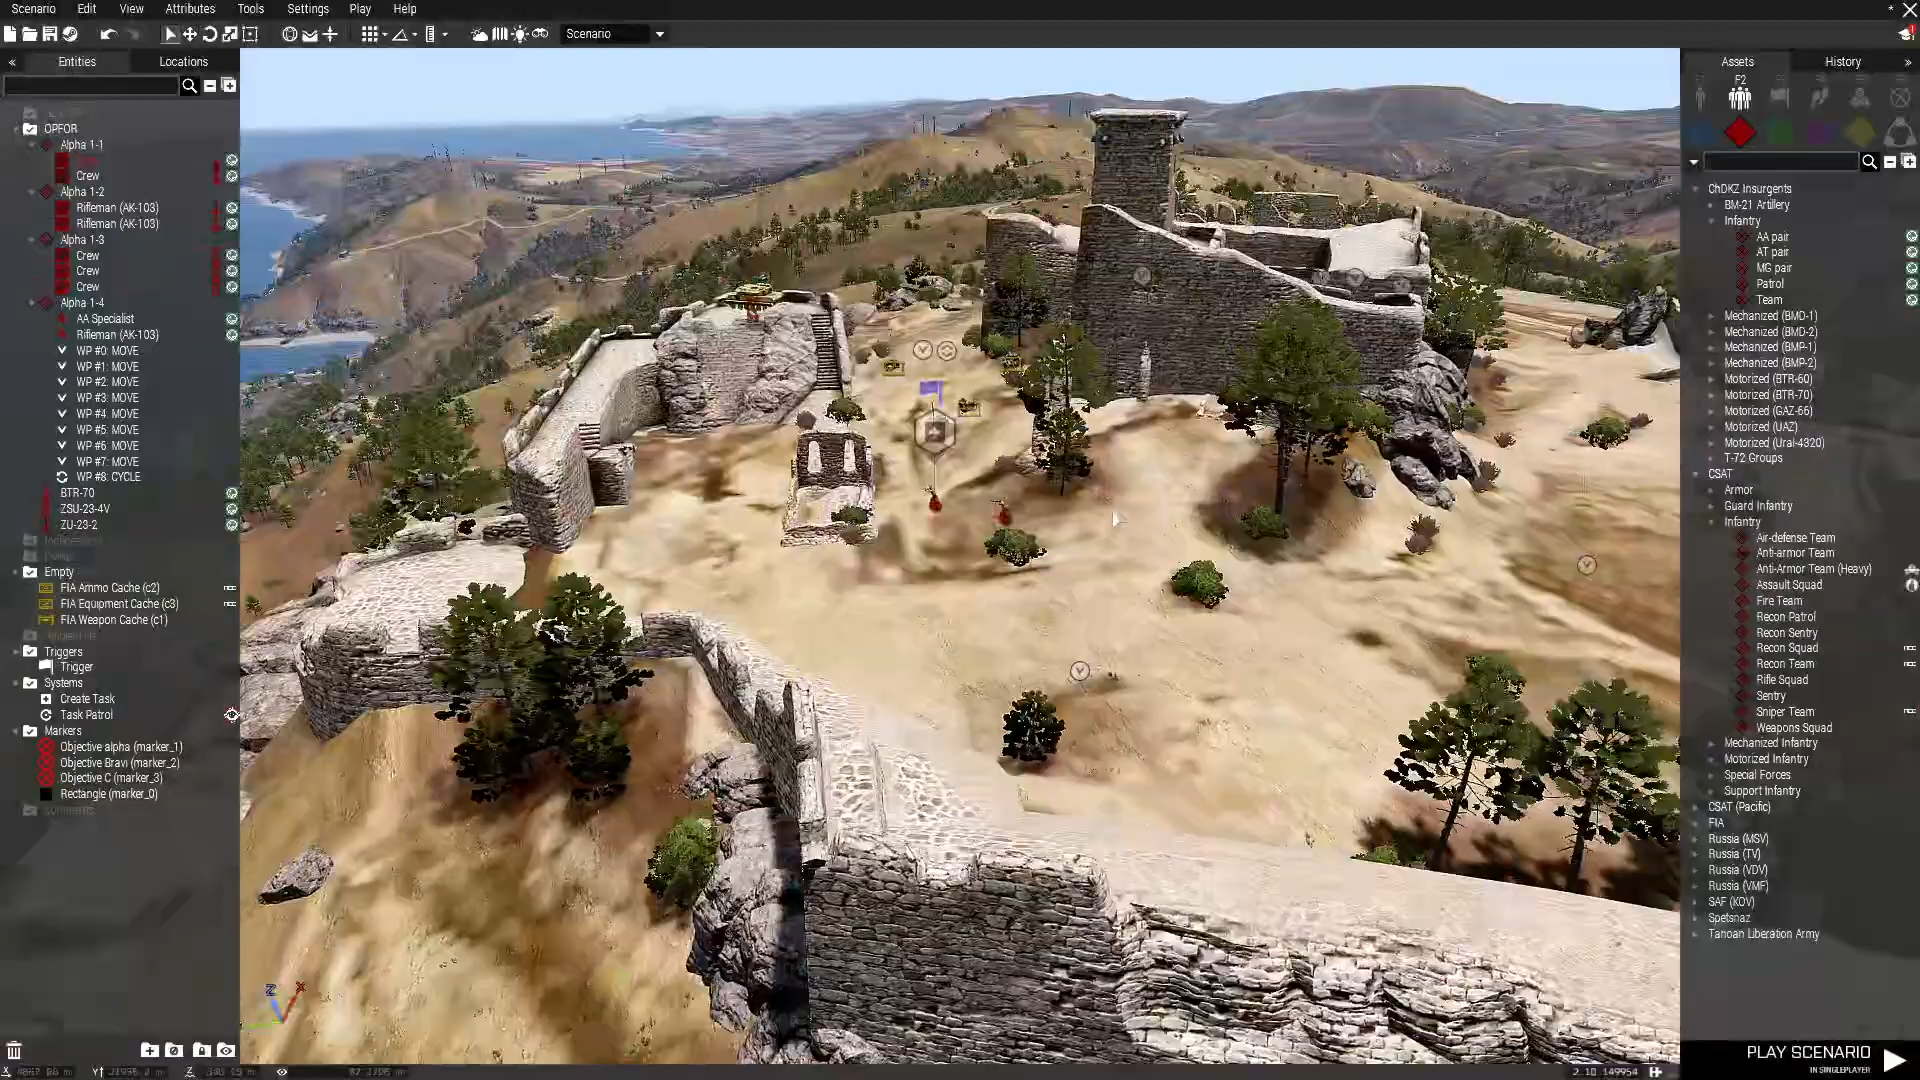 Scenario Edit View Attributes Tools Settings Play Help
Scenario
Entities Locations
Assets History
F2
OPFOR
Alpha 1-1
Crew
Alpha 1-2
Rifleman (AK-103)
Rifleman (AK-103)
Alpha 1-3
Crew
Crew
Crew
Alpha 1-4
AA Specialist
Rifleman (AK-103)
WP #0: MOVE
WP #1: MOVE
WP #2: MOVE
WP #3: MOVE
WP #4: MOVE
WP #5: MOVE
WP #6: MOVE
WP #7: MOVE
WP #8: CYCLE
BTR-70
ZSU-23-4V
ZU-23-2
Empty
FIA Ammo Cache (c2)
FIA Equipment Cache (c3)
FIA Weapon Cache (c1)
Triggers
Trigger
Systems
Create Task
Task Patrol
Markers
Objective alpha (marker_1)
Objective Bravi (marker_2)
Objective C (marker_3)
Rectangle (marker_0)
Z X
ChDKZ Insurgents
BM-21 Artillery
Infantry
AA pair
AT pair
MG pair
Patrol
Team
Mechanized (BMD-1)
Mechanized (BMD-2)
Mechanized (BMP-1)
Mechanized (BMP-2)
Motorized (BTR-60)
Motorized (BTR-70)
Motorized (GAZ-66)
Motorized (UAZ)
Motorized (Ural-4320)
T-72 Groups
CSAT
Armor
Guard Infantry
Infantry
Air-defense Team
Anti-armor Team
Anti-Armor Team (Heavy)
Assault Squad
Fire Team
Recon Patrol
Recon Sentry
Recon Squad
Recon Team
Rifle Squad
Sentry
Sniper Team
Weapons Squad
Mechanized Infantry
Motorized Infantry
Special Forces
Support Infantry
CSAT (Pacific)
FIA
Russia (MSV)
Russia (TV)
Russia (VDV)
Russia (VMF)
SAF (KOV)
Spetsnaz
Tanoan Liberation Army
PLAY SCENARIO
IN SINGLEPLAYER
2.10.149954